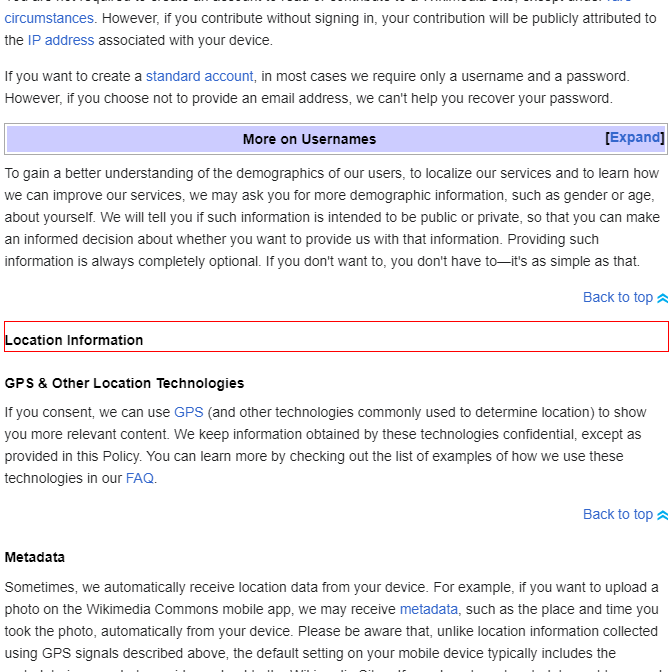 circumstances. However, if you contribute without signing in, your contribution will be publicly attributed to
the IP address associated with your device.
If you want to create a standard account, in most cases we require only a username and a password.
However, if you choose not to provide an email address, we can't help you recover your password.
More on Usernames [Expand]
To gain a better understanding of the demographics of our users, to localize our services and to learn how
we can improve our services, we may ask you for more demographic information, such as gender or age,
about yourself. We will tell you if such information is intended to be public or private, so that you can make
an informed decision about whether you want to provide us with that information. Providing such
information is always completely optional. If you don't want to, you don't have to—it's as simple as that.
Back to top
Location Information
GPS & Other Location Technologies
If you consent, we can use GPS (and other technologies commonly used to determine location) to show
you more relevant content. We keep information obtained by these technologies confidential, except as
provided in this Policy. You can learn more by checking out the list of examples of how we use these
technologies in our FAQ.
Back to top
Metadata
Sometimes, we automatically receive location data from your device. For example, if you want to upload a
photo on the Wikimedia Commons mobile app, we may receive metadata, such as the place and time you
took the photo, automatically from your device. Please be aware that, unlike location information collected
using GPS signals described above, the default setting on your mobile device typically includes the